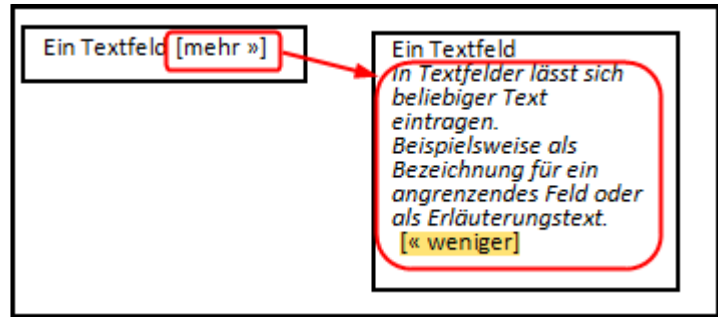 Ein Textfeld [mehr »]
Ein Textfeld
In Textfelder lässt sich
beliebiger Text
eintragen.
Beispielsweise als
Bezeichnung für ein
angrenzendes Feld oder
als Erläuterungstext.
[« weniger]